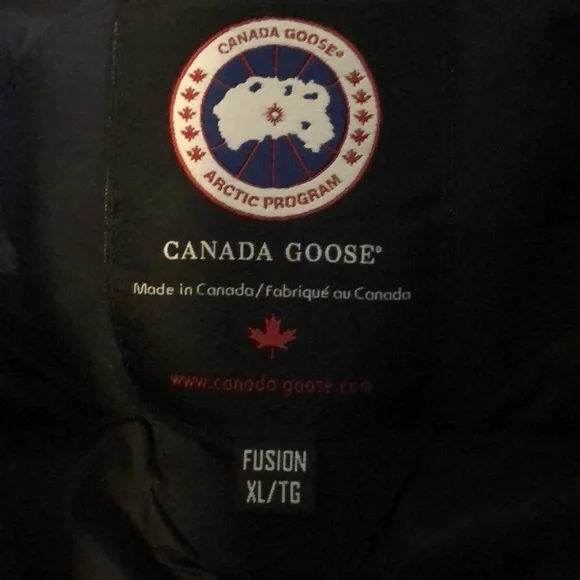 CANADA GOOSE®
ARCTIC PROGRAM
CANADA GOOSE®
Made in Canada/Fabriqué au Canada
www.canada-goose.com
FUSION
XL/TG